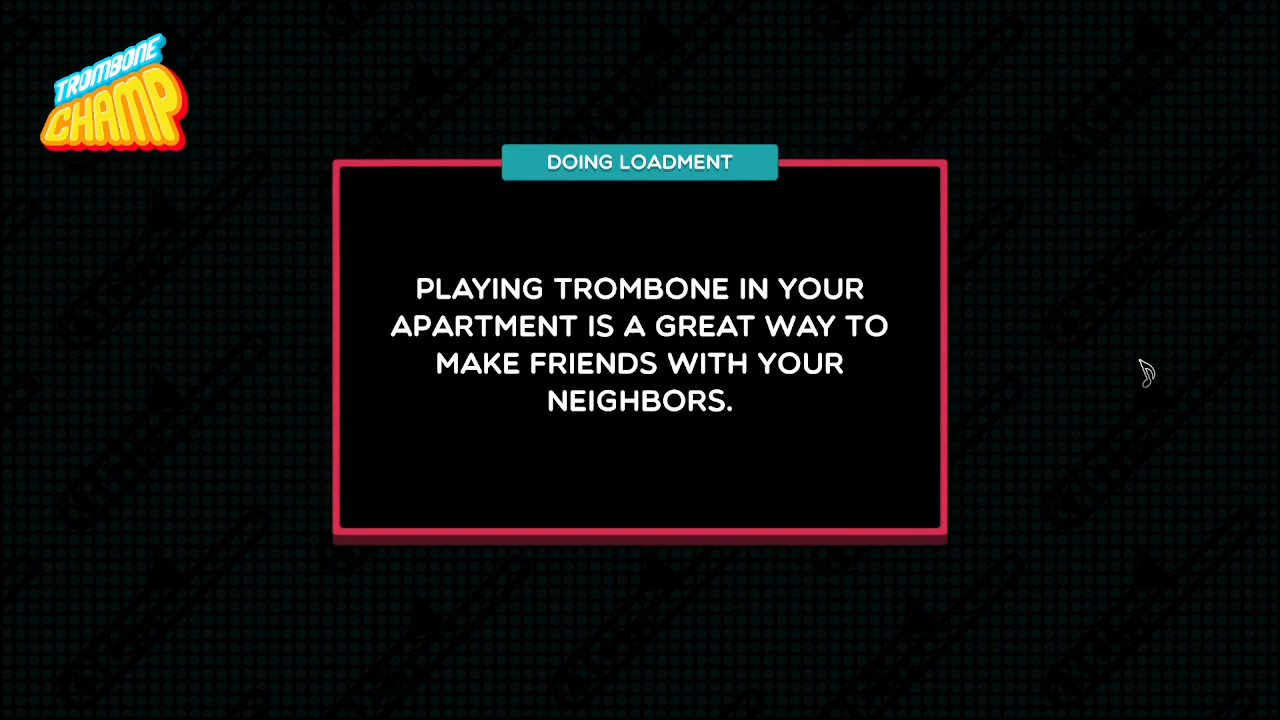 TROMBONE
CHAMP
DOING LOADMENT
PLAYING TROMBONE IN YOUR
APARTMENT IS A GREAT WAY TO
MAKE FRIENDS WITH YOUR
NEIGHBORS.